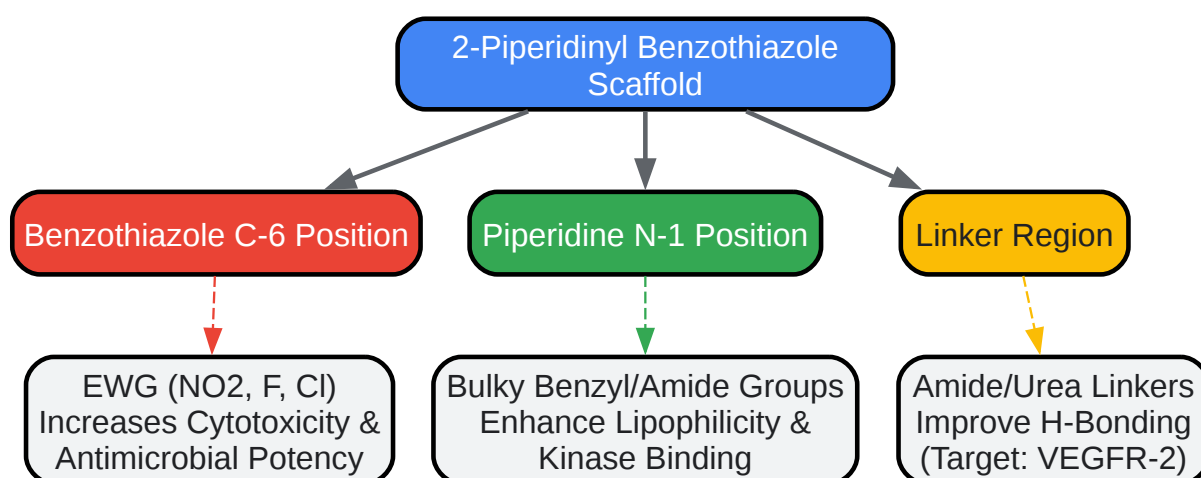 2-Piperidinyl Benzothiazole
Scaffold
Benzothiazole C-6 Position
Piperidine N-1 Position
Linker Region
EWG (NO2, F, Cl)
Increases Cytotoxicity &
Antimicrobial Potency
Bulky Benzyl/Amide Groups
Enhance Lipophilicity &
Kinase Binding
Amide/Urea Linkers
Improve H-Bonding
(Target: VEGFR-2)